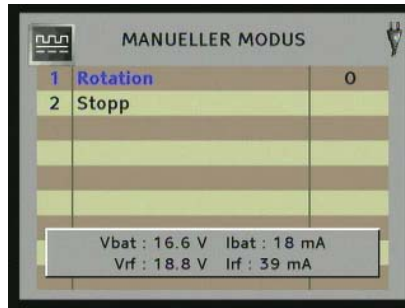 MANUELLER MODUS
1 Rotation 0
2 Stopp
Vbat : 16.6 V Ibat : 18 mA
Vrf : 18.8 V Irf : 39 mA